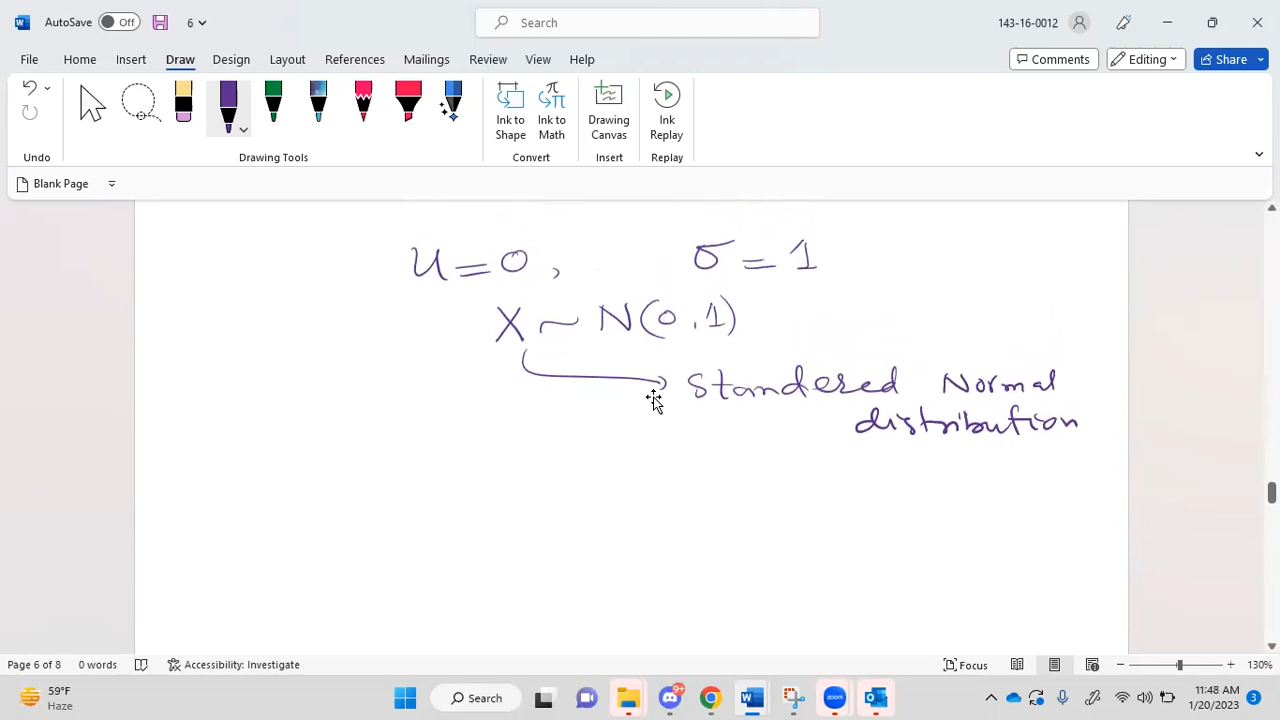 AutoSave Off 6 Search 143-16-0012
File Home Insert Draw Design Layout References Mailings Review View Help Comments Editing Share
Undo Drawing Tools Ink to Shape Ink to Math Convert Drawing Canvas Insert Ink Replay Replay
Blank Page
u = 0, σ = 1
X ~ N(0,1)
Standered Normal
distribution
Page 6 of 8 0 words Accessibility: Investigate Focus 130%
59°F Search 9+ 11:48 AM
Haze 1/20/2023 3